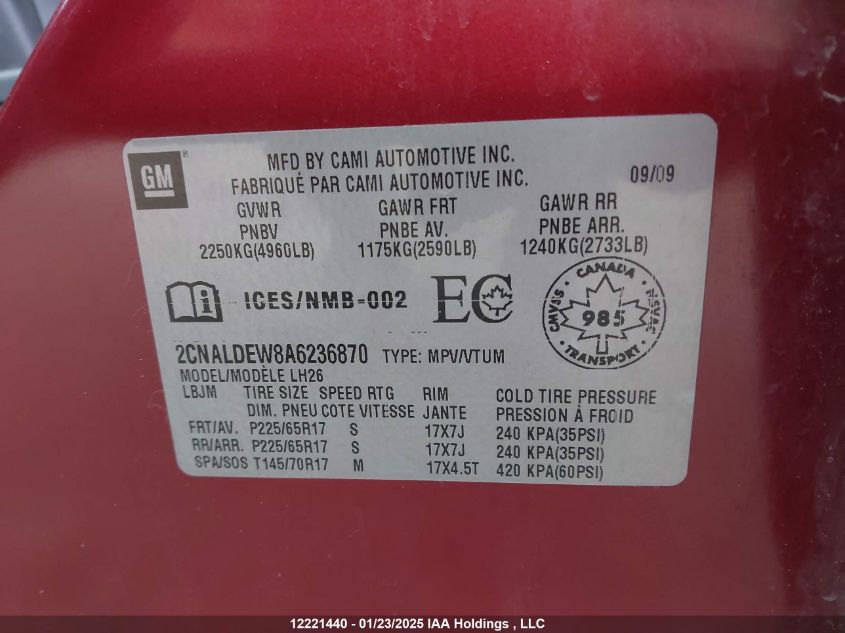 GM ®
MFD BY CAMI AUTOMOTIVE INC.
FABRIQUÉ PAR CAMI AUTOMOTIVE INC.
09/09
GVWR GAWR FRT GAWR RR
PNBV PNBE AV. PNBE ARR.
2250KG(4960LB) 1175KG(2590LB) 1240KG(2733LB)
i ICES/NMB-002 EC
CANADA
CMVSS 985 NSVAC
TRANSPORT
2CNALDEW8A6236870 TYPE: MPV/VTUM
MODEL/MODÈLE LH26
LBJM TIRE SIZE SPEED RTG RIM COLD TIRE PRESSURE
DIM. PNEU COTE VITESSE JANTE PRESSION À FROID
FRT/AV. P225/65R17 S 17X7J 240 KPA(35PSI)
RR/ARR. P225/65R17 S 17X7J 240 KPA(35PSI)
SPA/SOS T145/70R17 M 17X4.5T 420 KPA(60PSI)
12221440 - 01/23/2025 IAA Holdings , LLC